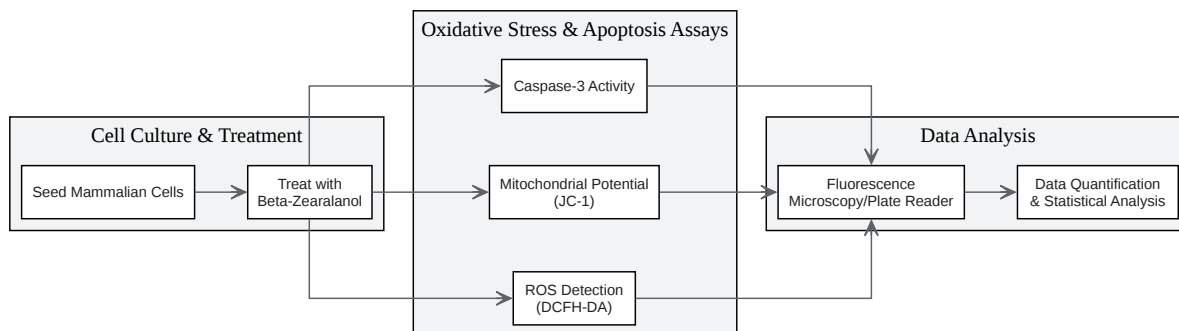 Cell Culture & Treatment
Seed Mammalian Cells
Treat with
Beta-Zearalanol
Oxidative Stress & Apoptosis Assays
Caspase-3 Activity
Mitochondrial Potential
(JC-1)
ROS Detection
(DCFH-DA)
Data Analysis
Fluorescence
Microscopy/Plate Reader
Data Quantification
& Statistical Analysis